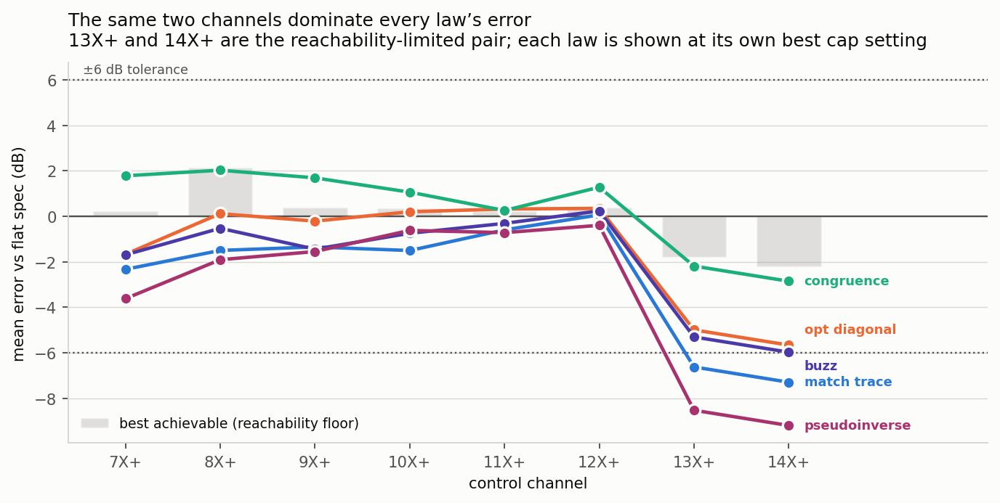 The same two channels dominate every law’s error
13X+ and 14X+ are the reachability-limited pair; each law is shown at its own best cap setting
±6 dB tolerance
mean error vs flat spec (dB)
6
4
2
0
−2
−4
−6
−8
congruence
opt diagonal
buzz
match trace
pseudoinverse
best achievable (reachability floor)
7X+ 8X+ 9X+ 10X+ 11X+ 12X+ 13X+ 14X+
control channel